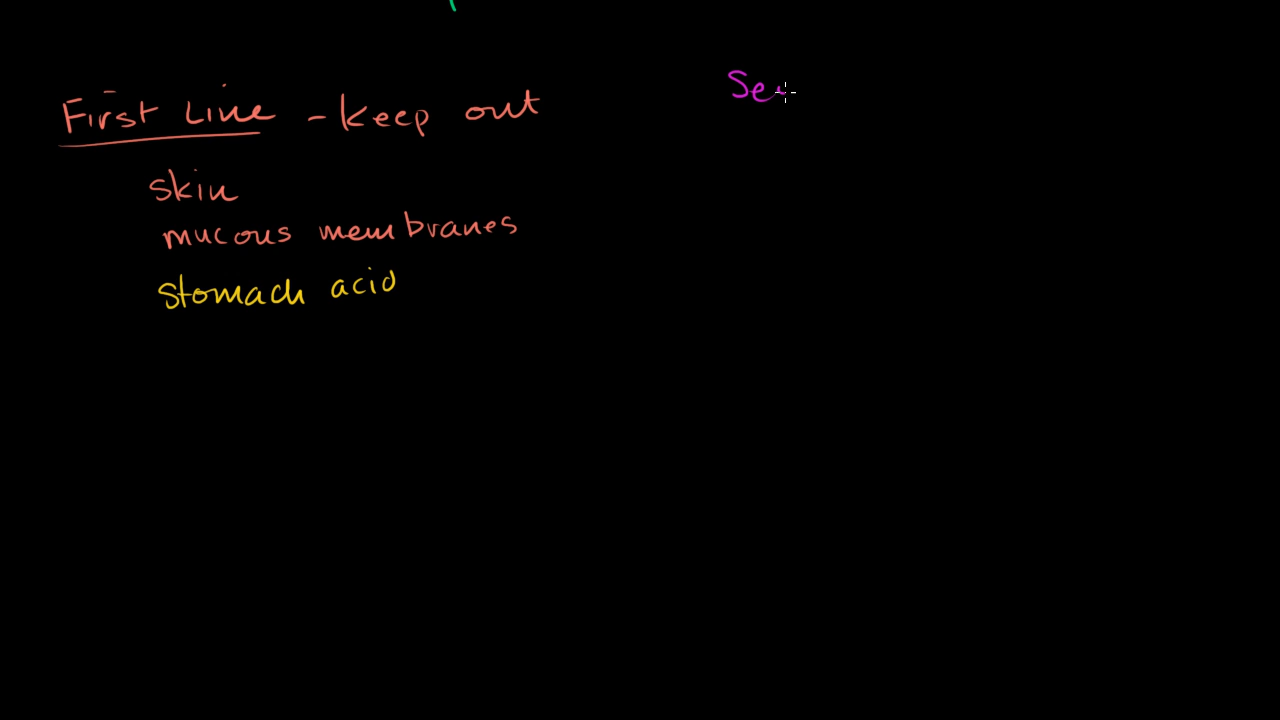 First Line - keep out
skin
mucous membranes
stomach acid